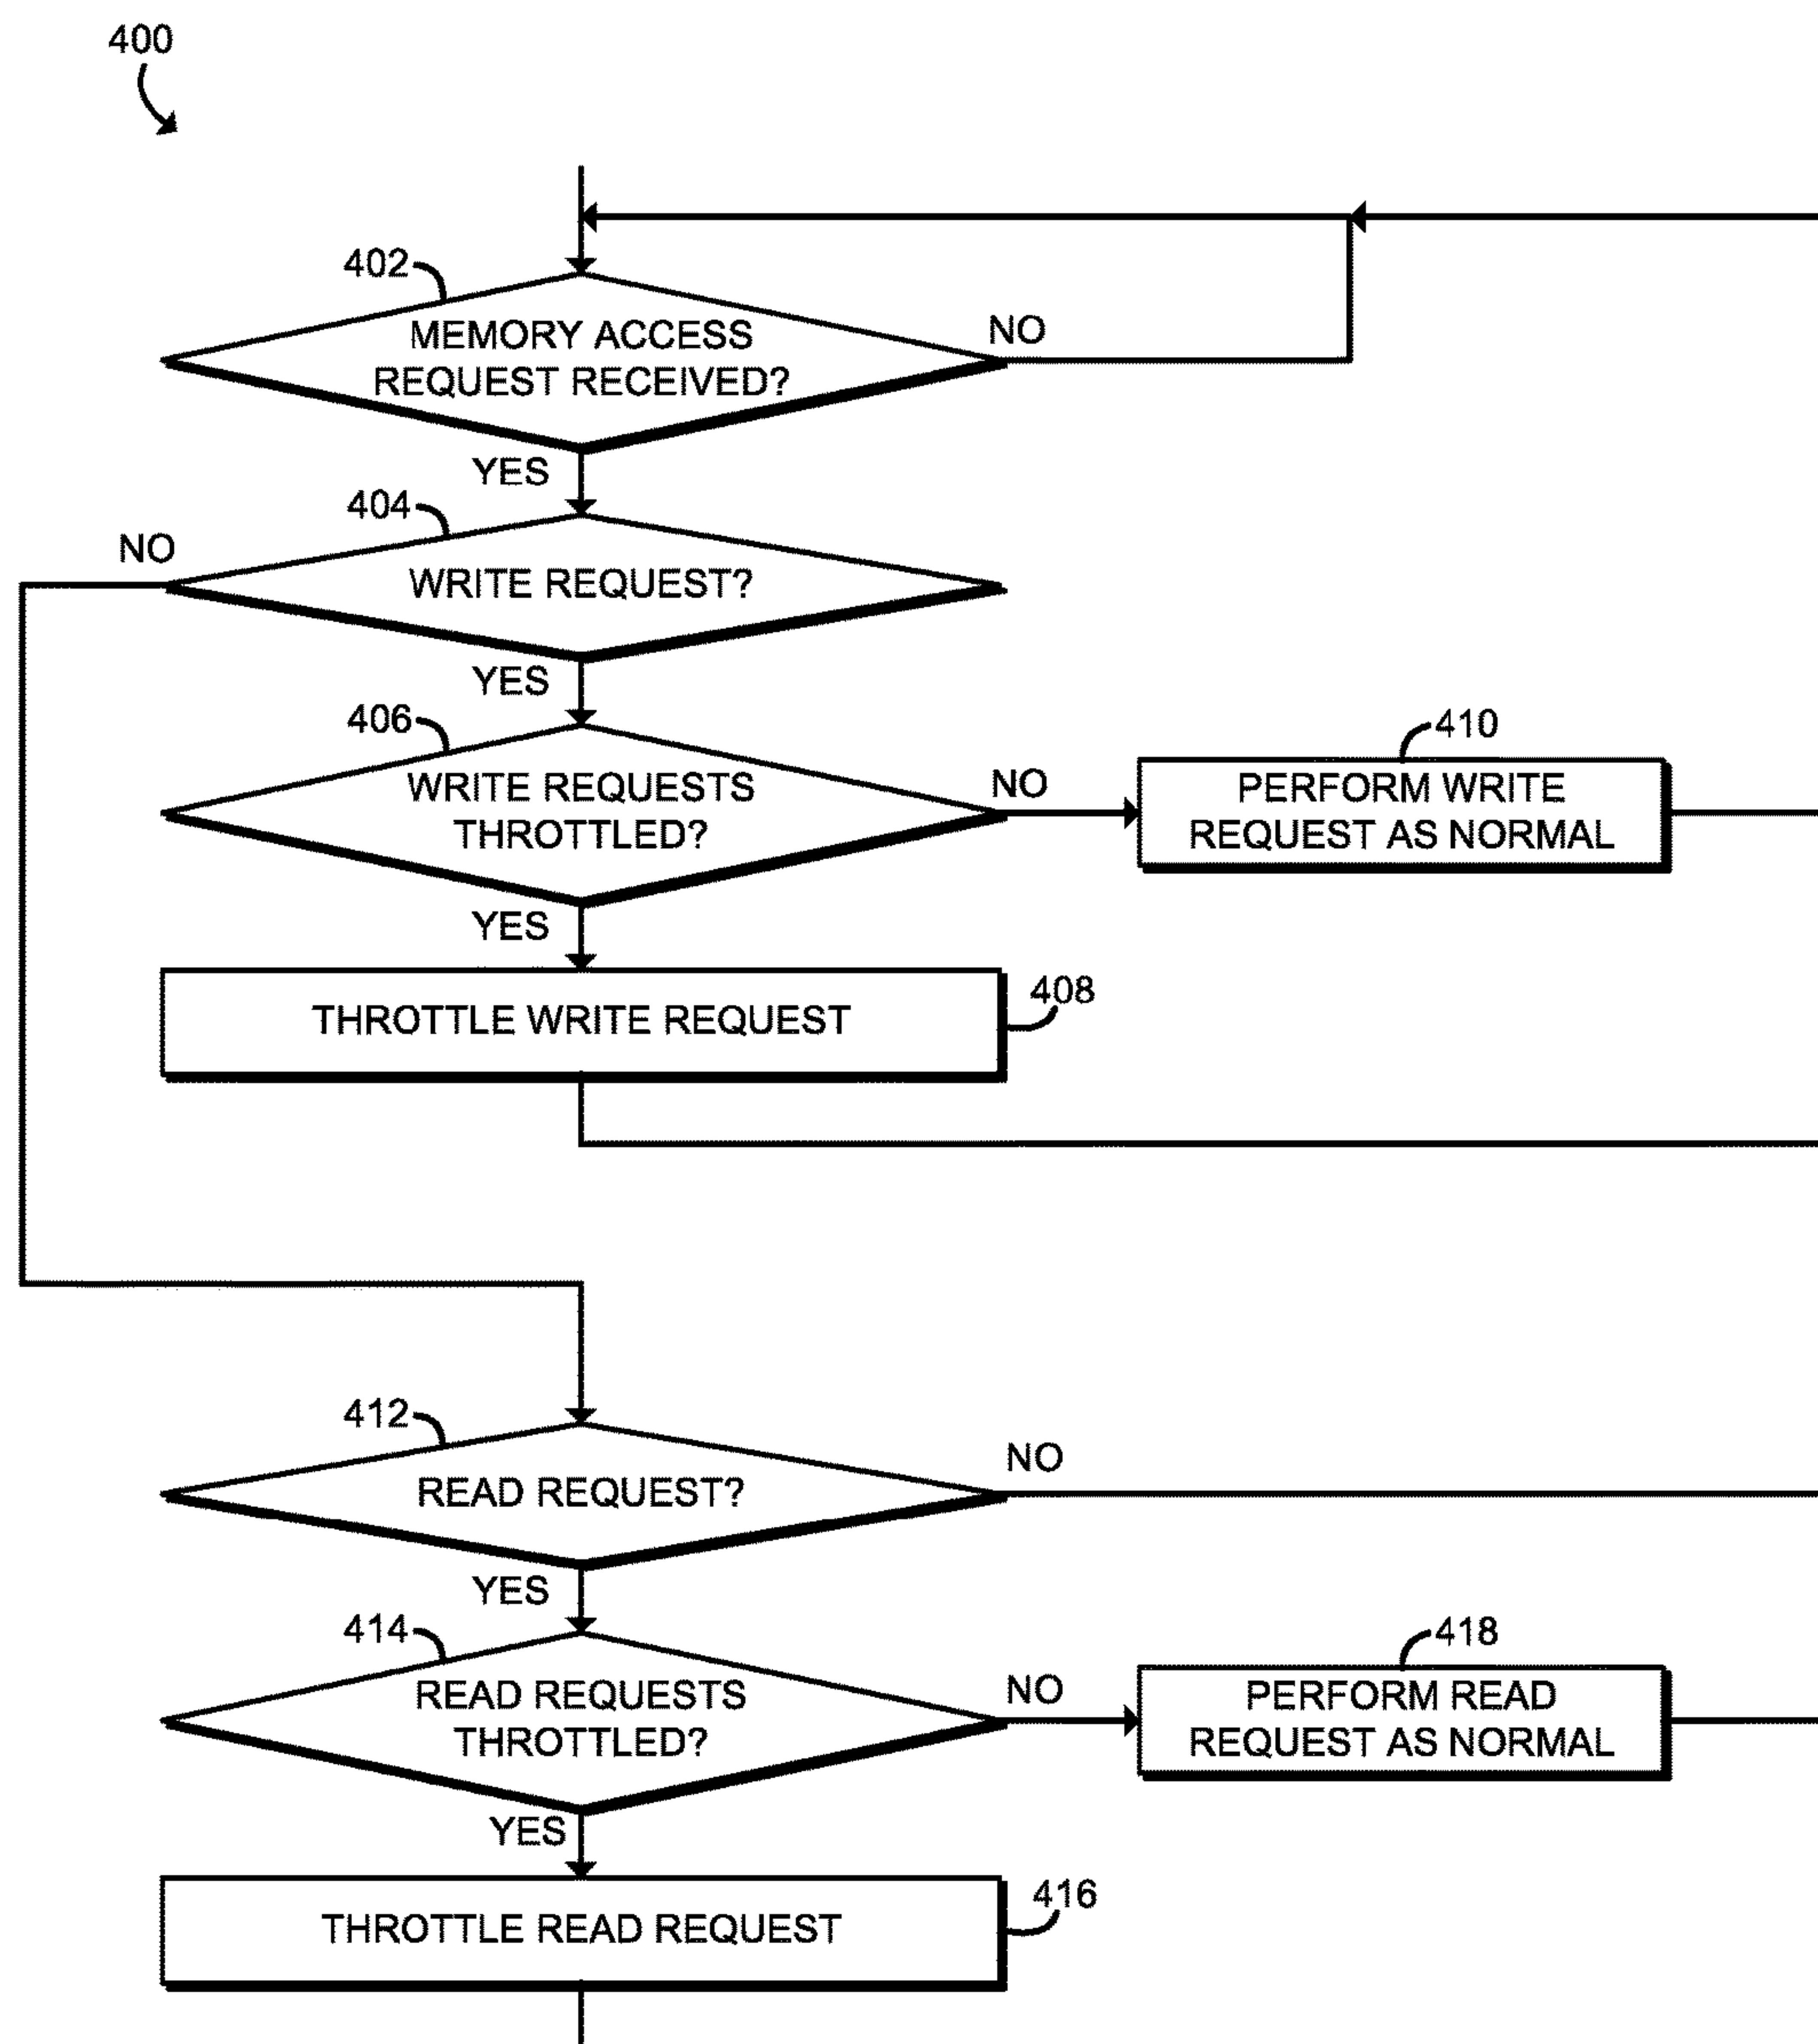 400
402
MEMORY ACCESS
REQUEST RECEIVED?
NO
YES
404
NO
WRITE REQUEST?
YES
406
WRITE REQUESTS
THROTTLED?
NO
410
PERFORM WRITE
REQUEST AS NORMAL
YES
THROTTLE WRITE REQUEST
408
412
READ REQUEST?
NO
YES
414
READ REQUESTS
THROTTLED?
NO
418
PERFORM READ
REQUEST AS NORMAL
YES
THROTTLE READ REQUEST
416